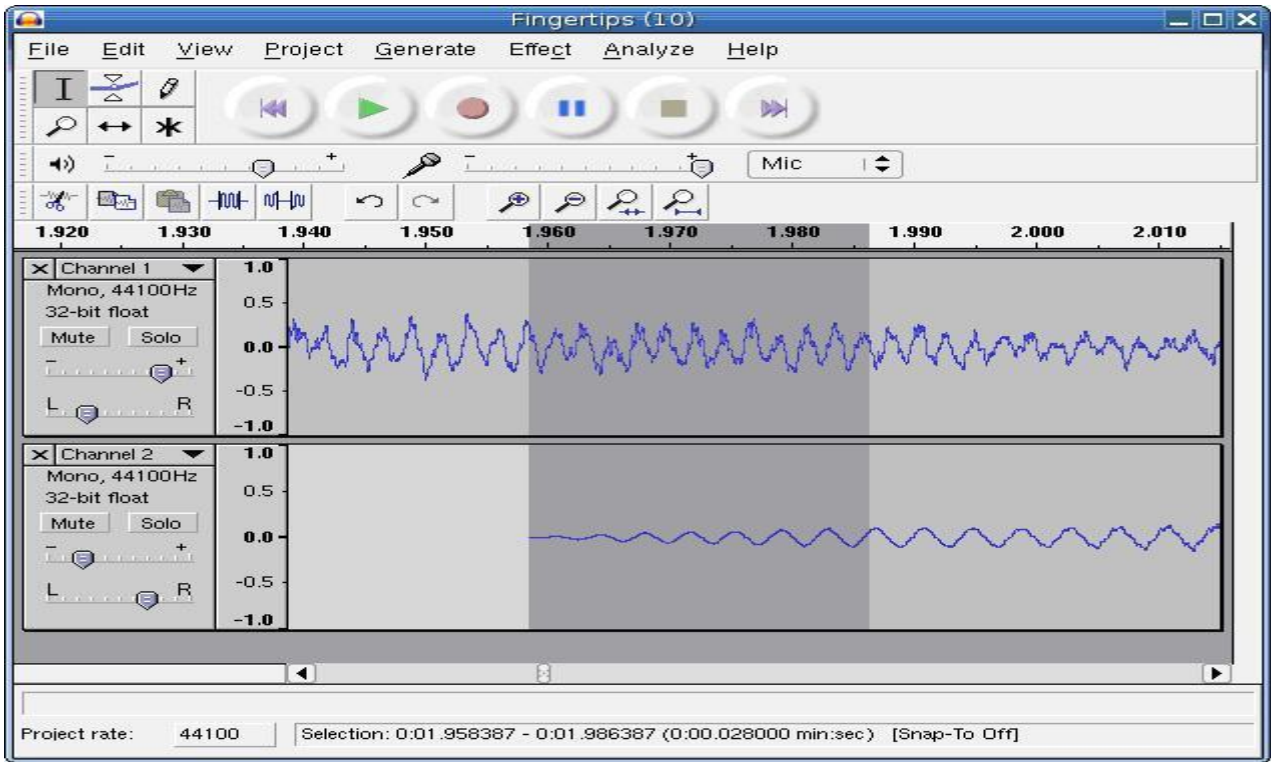 Fingertips (10)
File Edit View Project Generate Effect Analyze Help
- + - + Mic
1.920 1.930 1.940 1.950 1.960 1.970 1.980 1.990 2.000 2.010
Channel 1
Mono, 44100Hz
32-bit float
Mute Solo
- +
L R
1.0
0.5
0.0
-0.5
-1.0
Channel 2
Mono, 44100Hz
32-bit float
Mute Solo
- +
L R
1.0
0.5
0.0
-0.5
-1.0
Project rate: 44100 Selection: 0:01.958387 - 0:01.986387 (0:00.028000 min:sec) [Snap-To Off]